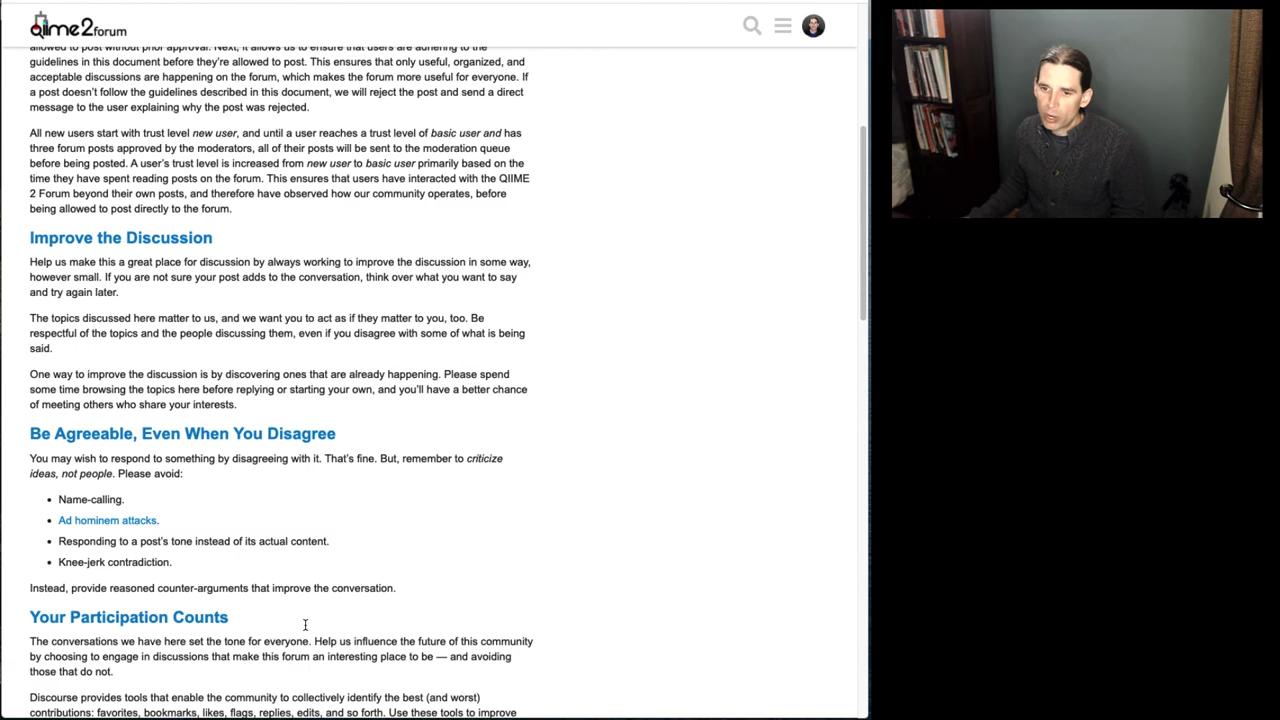 qiime2forum
allowed to post without prior approval. Next, it allows us to ensure that users are adhering to the
guidelines in this document before they're allowed to post. This ensures that only useful, organized, and
acceptable discussions are happening on the forum, which makes the forum more useful for everyone. If
a post doesn't follow the guidelines described in this document, we will reject the post and send a direct
message to the user explaining why the post was rejected.
All new users start with trust level new user, and until a user reaches a trust level of basic user and has
three forum posts approved by the moderators, all of their posts will be sent to the moderation queue
before being posted. A user's trust level is increased from new user to basic user primarily based on the
time they have spent reading posts on the forum. This ensures that users have interacted with the QIIME
2 Forum beyond their own posts, and therefore have observed how our community operates, before
being allowed to post directly to the forum.
Improve the Discussion
Help us make this a great place for discussion by always working to improve the discussion in some way,
however small. If you are not sure your post adds to the conversation, think over what you want to say
and try again later.
The topics discussed here matter to us, and we want you to act as if they matter to you, too. Be
respectful of the topics and the people discussing them, even if you disagree with some of what is being
said.
One way to improve the discussion is by discovering ones that are already happening. Please spend
some time browsing the topics here before replying or starting your own, and you'll have a better chance
of meeting others who share your interests.
Be Agreeable, Even When You Disagree
You may wish to respond to something by disagreeing with it. That's fine. But, remember to criticize
ideas, not people. Please avoid:
• Name-calling.
• Ad hominem attacks.
• Responding to a post's tone instead of its actual content.
• Knee-jerk contradiction.
Instead, provide reasoned counter-arguments that improve the conversation.
Your Participation Counts
The conversations we have here set the tone for everyone. Help us influence the future of this community
by choosing to engage in discussions that make this forum an interesting place to be — and avoiding
those that do not.
Discourse provides tools that enable the community to collectively identify the best (and worst)
contributions: favorites, bookmarks, likes, flags, replies, edits, and so forth. Use these tools to improve